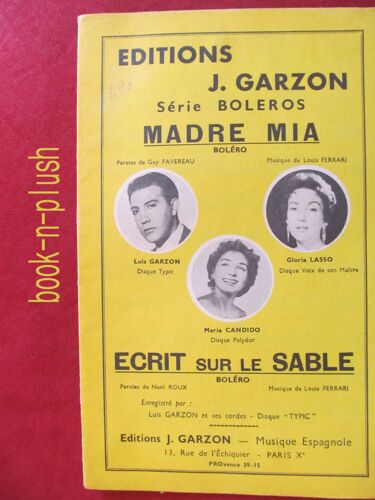 EDITIONS
J. GARZON
Série BOLEROS
MADRE MIA
BOLÉRO
Paroles de Guy FAVEREAU Musique de Louis FERRARI
Luis GARZON
Disque Typic
Gloria LASSO
Disque Voix de son Maître
Maria CANDIDO
Disque Polydor
ECRIT SUR LE SABLE
BOLÉRO
Paroles de Noël ROUX Musique de Louis FERRARI
Enregistré par :
Luis GARZON et ses cordes - Disque "TYPIC"
Editions J. GARZON — Musique Espagnole
13, Rue de l'Échiquier - PARIS Xᵉ
PROvence 39-15
book-n-plush